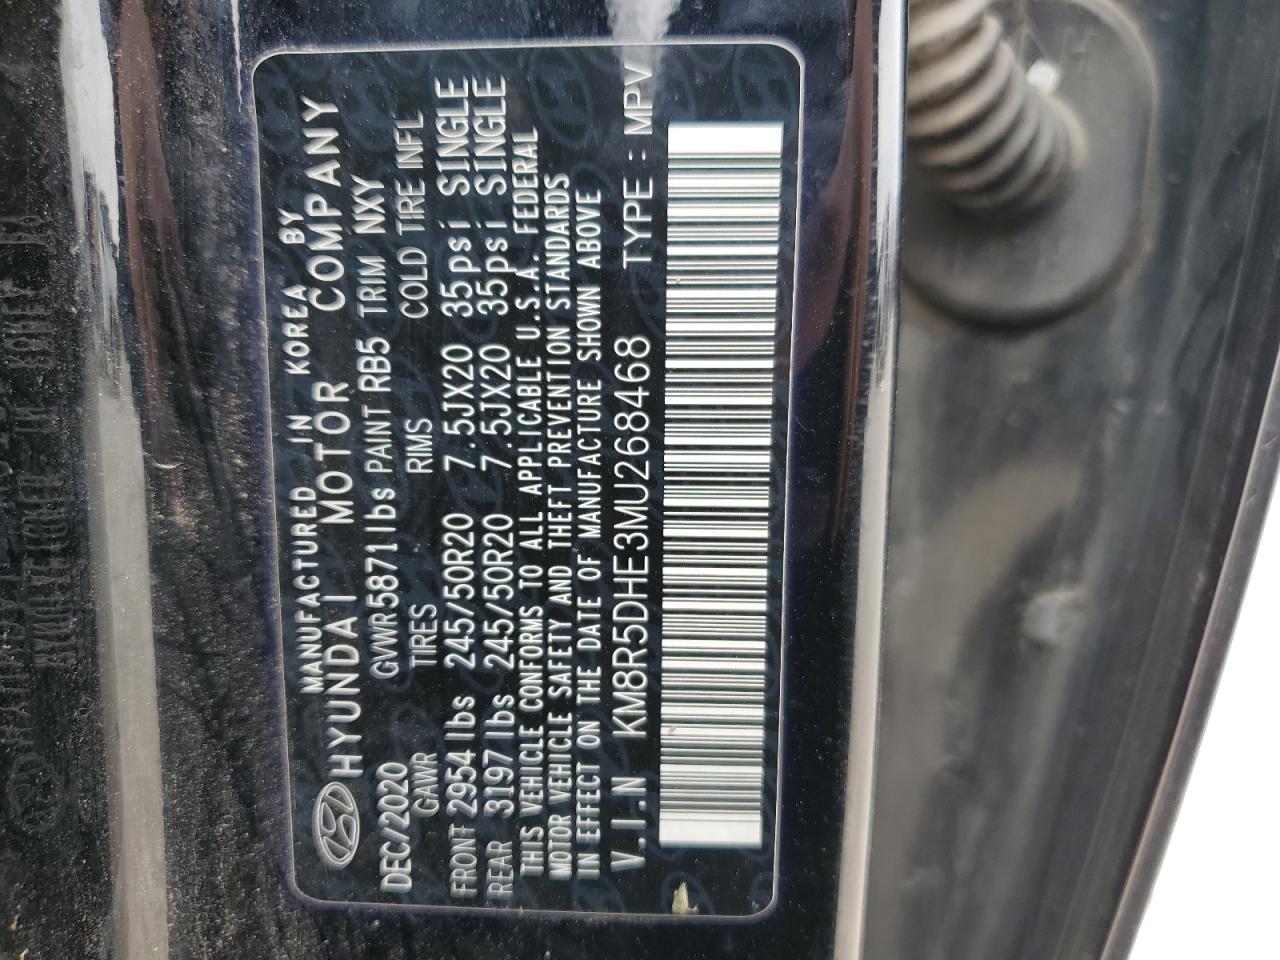 MANUFACTURED IN KOREA BY
HYUNDAI MOTOR COMPANY
DEC/2020 GWR5871lbs PAINT RB5 TRIM NXY
GAWR TIRES RIMS COLD TIRE INFL
FRONT 2954 lbs 245/50R20 7.5JX20 35psi SINGLE
REAR 3197 lbs 245/50R20 7.5JX20 35psi SINGLE
THIS VEHICLE CONFORMS TO ALL APPLICABLE U.S.A. FEDERAL
MOTOR VEHICLE SAFETY AND THEFT PREVENTION STANDARDS
IN EFFECT ON THE DATE OF MANUFACTURE SHOWN ABOVE
V.I.N KM8R5DHE3MU268468 TYPE : MPV